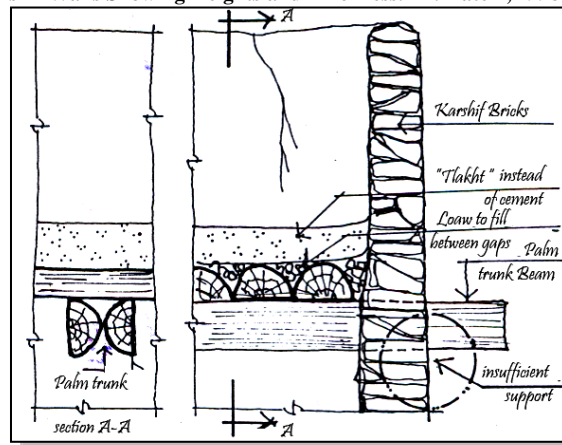 A
Karshif Bricks
"Tlakht" instead
of cement
Loaw to fill
between gaps
Palm
trunk Beam
Palm trunk
insufficient
support
section A-A
A